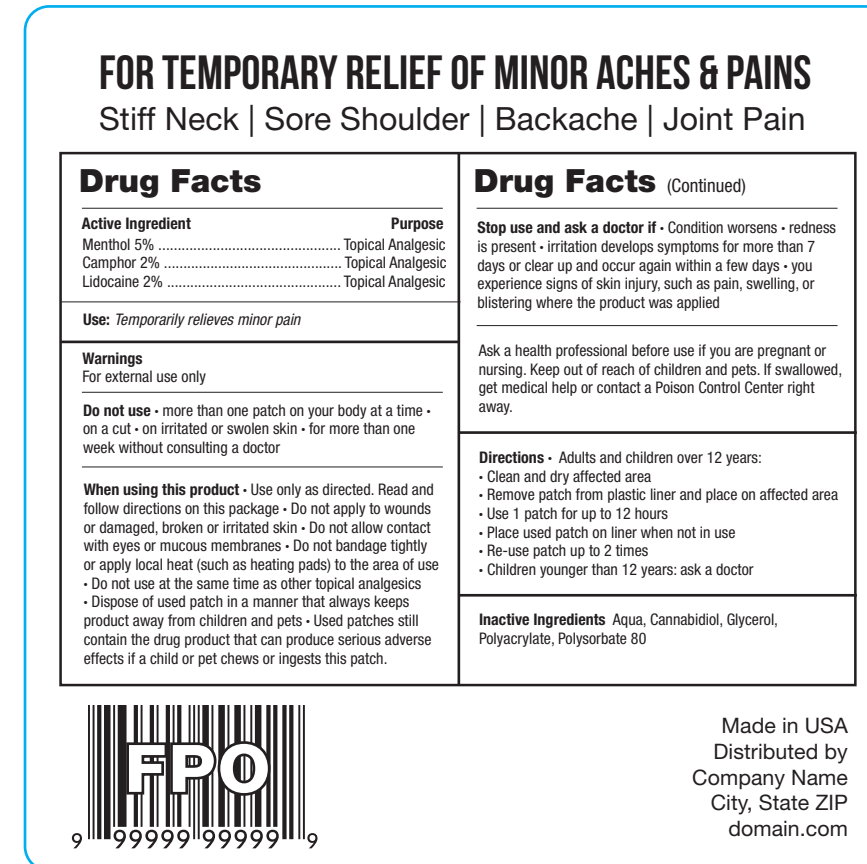 FOR TEMPORARY RELIEF OF MINOR ACHES & PAINS
Stiff Neck | Sore Shoulder | Backache | Joint Pain
Drug Facts
Active Ingredient Purpose
Menthol 5% ............................................... Topical Analgesic
Camphor 2% .............................................. Topical Analgesic
Lidocaine 2% ............................................. Topical Analgesic
Use: Temporarily relieves minor pain
Warnings
For external use only
Do not use • more than one patch on your body at a time •
on a cut • on irritated or swolen skin • for more than one
week without consulting a doctor
When using this product • Use only as directed. Read and
follow directions on this package • Do not apply to wounds
or damaged, broken or irritated skin • Do not allow contact
with eyes or mucous membranes • Do not bandage tightly
or apply local heat (such as heating pads) to the area of use
• Do not use at the same time as other topical analgesics
• Dispose of used patch in a manner that always keeps
product away from children and pets • Used patches still
contain the drug product that can produce serious adverse
effects if a child or pet chews or ingests this patch.
Drug Facts (Continued)
Stop use and ask a doctor if • Condition worsens • redness
is present • irritation develops symptoms for more than 7
days or clear up and occur again within a few days • you
experience signs of skin injury, such as pain, swelling, or
blistering where the product was applied
Ask a health professional before use if you are pregnant or
nursing. Keep out of reach of children and pets. If swallowed,
get medical help or contact a Poison Control Center right
away.
Directions • Adults and children over 12 years:
• Clean and dry affected area
• Remove patch from plastic liner and place on affected area
• Use 1 patch for up to 12 hours
• Place used patch on liner when not in use
• Re-use patch up to 2 times
• Children younger than 12 years: ask a doctor
Inactive Ingredients Aqua, Cannabidiol, Glycerol,
Polyacrylate, Polysorbate 80
FPO
9 99999 99999 9
Made in USA
Distributed by
Company Name
City, State ZIP
domain.com